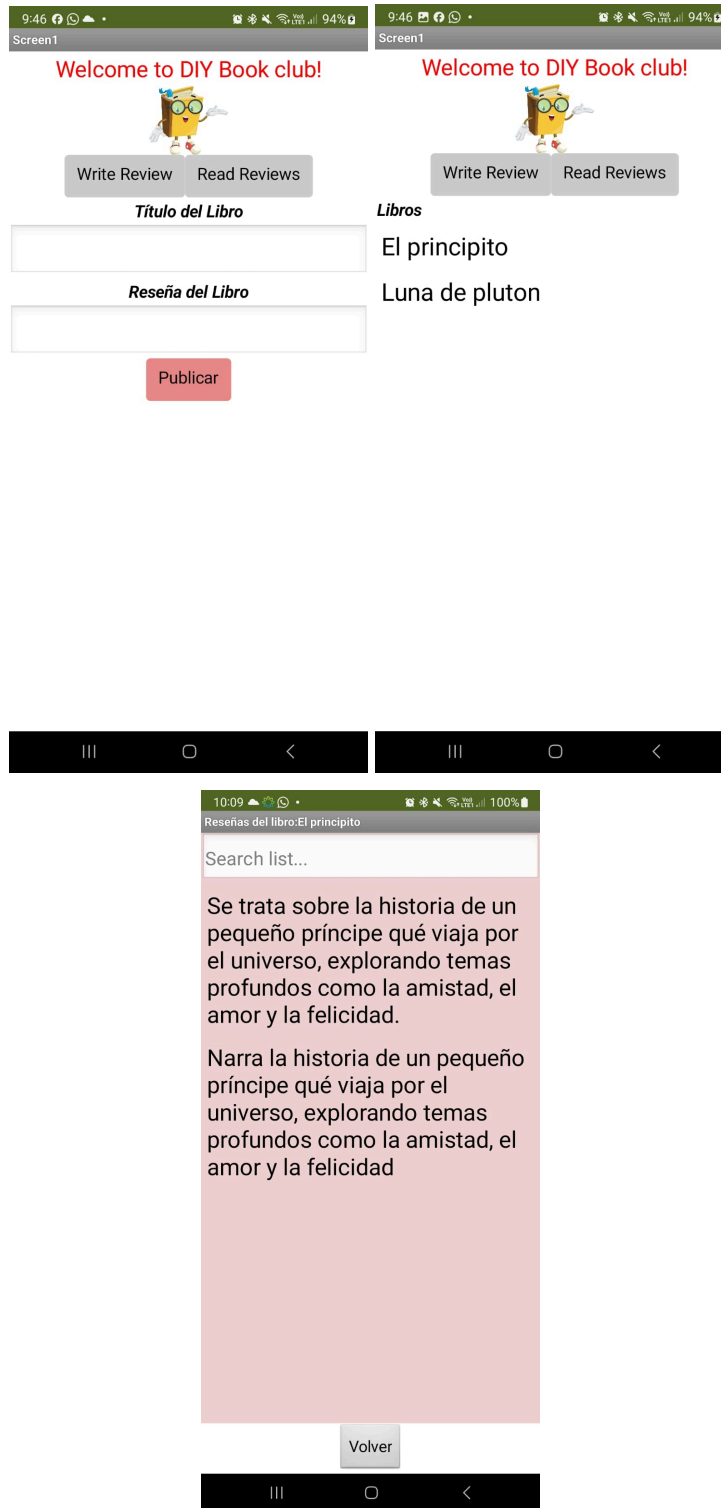 9:46 94%
Screen1
Welcome to DIY Book club!
Write Review Read Reviews
Título del Libro
Reseña del Libro
Publicar
9:46 94%
Screen1
Welcome to DIY Book club!
Write Review Read Reviews
Libros
El principito
Luna de pluton
10:09 100%
Reseñas del libro:El principito
Search list...
Se trata sobre la historia de un
pequeño príncipe qué viaja por
el universo, explorando temas
profundos como la amistad, el
amor y la felicidad.
Narra la historia de un pequeño
príncipe qué viaja por el
universo, explorando temas
profundos como la amistad, el
amor y la felicidad
Volver